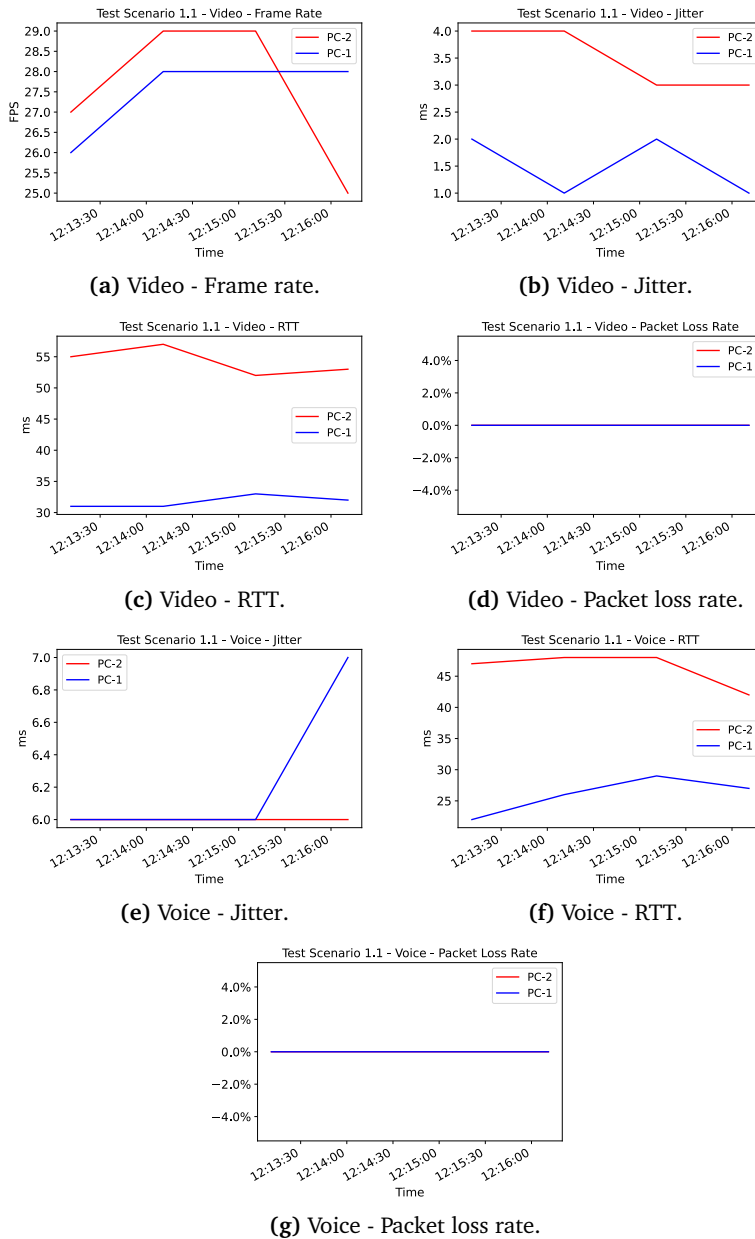 Test Scenario 1.1 - Video - Frame Rate
29.0
28.5
28.0
27.5
27.0
26.5
26.0
25.5
25.0
FPS
PC-2
PC-1
12:13:30
12:14:00
12:14:30
12:15:00
12:15:30
12:16:00
Time
(a) Video - Frame rate.
Test Scenario 1.1 - Video - Jitter
4.0
3.5
3.0
2.5
2.0
1.5
1.0
ms
PC-2
PC-1
12:13:30
12:14:00
12:14:30
12:15:00
12:15:30
12:16:00
Time
(b) Video - Jitter.
Test Scenario 1.1 - Video - RTT
55
50
45
40
35
30
ms
PC-2
PC-1
12:13:30
12:14:00
12:14:30
12:15:00
12:15:30
12:16:00
Time
(c) Video - RTT.
Test Scenario 1.1 - Video - Packet Loss Rate
4.0%
2.0%
0.0%
−2.0%
−4.0%
PC-2
PC-1
12:13:30
12:14:00
12:14:30
12:15:00
12:15:30
12:16:00
Time
(d) Video - Packet loss rate.
Test Scenario 1.1 - Voice - Jitter
7.0
6.8
6.6
6.4
6.2
6.0
ms
PC-2
PC-1
12:13:30
12:14:00
12:14:30
12:15:00
12:15:30
12:16:00
Time
(e) Voice - Jitter.
Test Scenario 1.1 - Voice - RTT
45
40
35
30
25
ms
PC-2
PC-1
12:13:30
12:14:00
12:14:30
12:15:00
12:15:30
12:16:00
Time
(f) Voice - RTT.
Test Scenario 1.1 - Voice - Packet Loss Rate
4.0%
2.0%
0.0%
−2.0%
−4.0%
PC-2
PC-1
12:13:30
12:14:00
12:14:30
12:15:00
12:15:30
12:16:00
Time
(g) Voice - Packet loss rate.